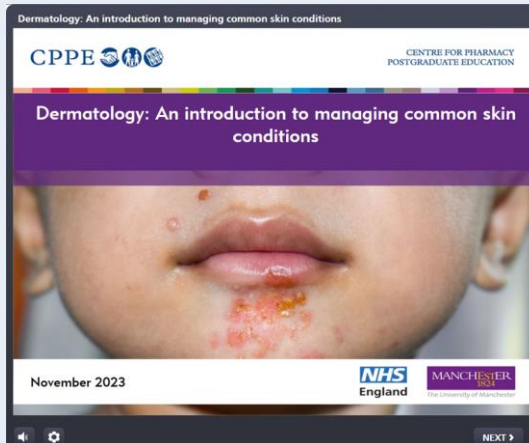 Dermatology: An introduction to managing common skin conditions
CPPE
CENTRE FOR PHARMACY
POSTGRADUATE EDUCATION
Dermatology: An introduction to managing common skin
conditions
November 2023
NHS
England
MANCHESTER
1824
The University of Manchester
NEXT >